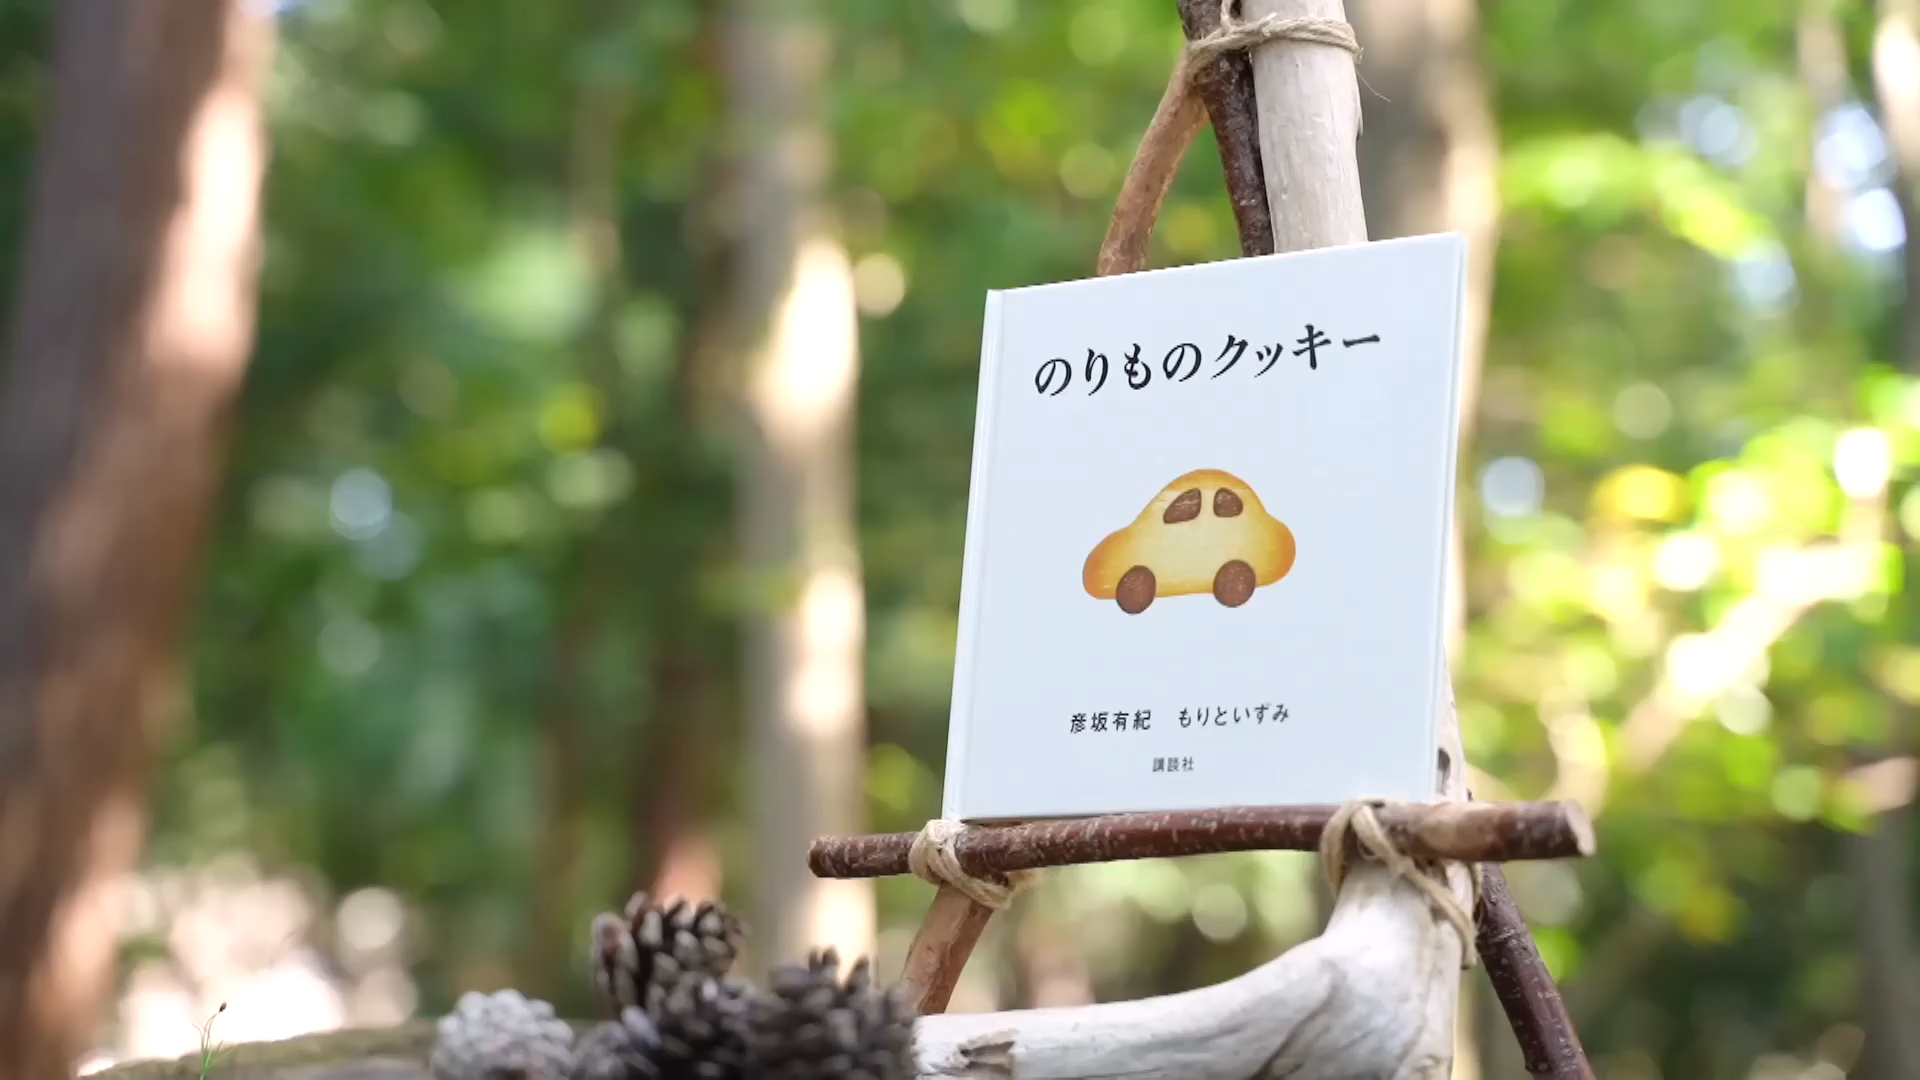 のりものクッキー
彦坂有紀　もりといずみ
講談社